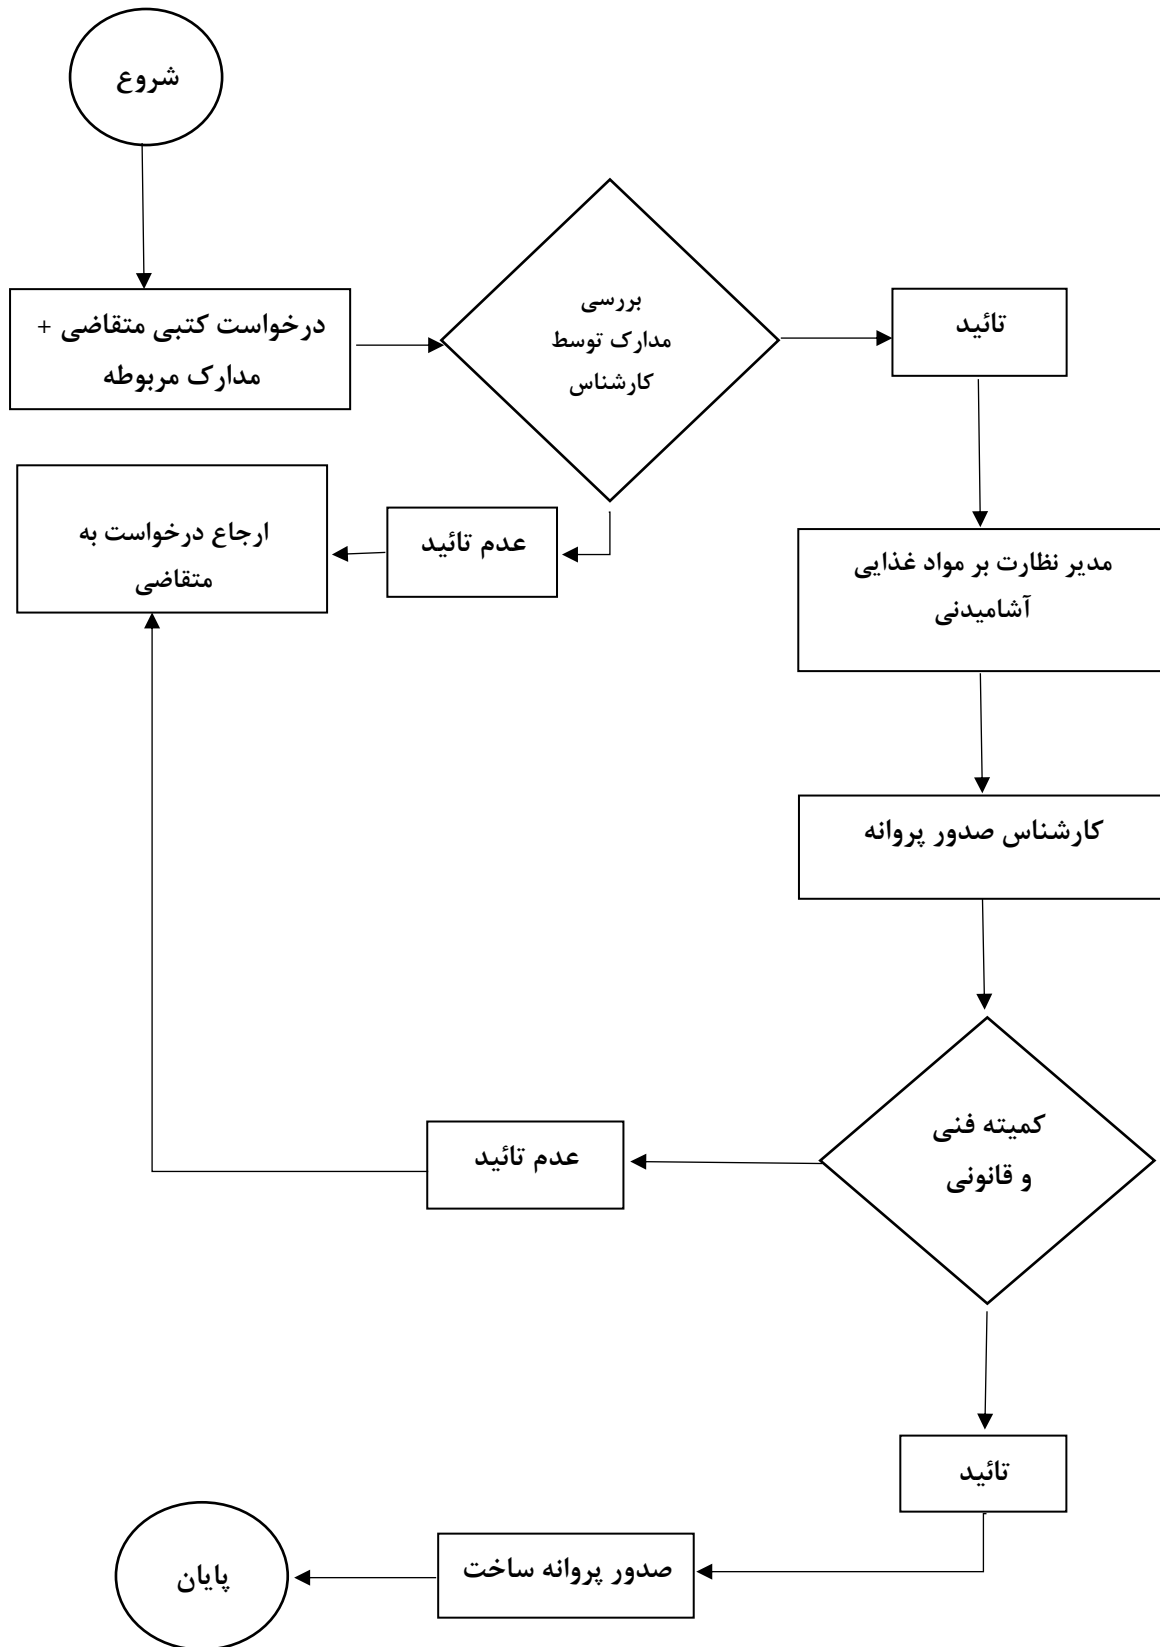 شروع
درخواست کتبی متقاضی +
مدارک مربوطه
بررسی
مدارک توسط
کارشناس
تائید
عدم تائید
ارجاع درخواست به
متقاضی
مدیر نظارت بر مواد غذایی
آشامیدنی
کارشناس صدور پروانه
کمیته فنی
و قانونی
عدم تائید
تائید
صدور پروانه ساخت
پایان